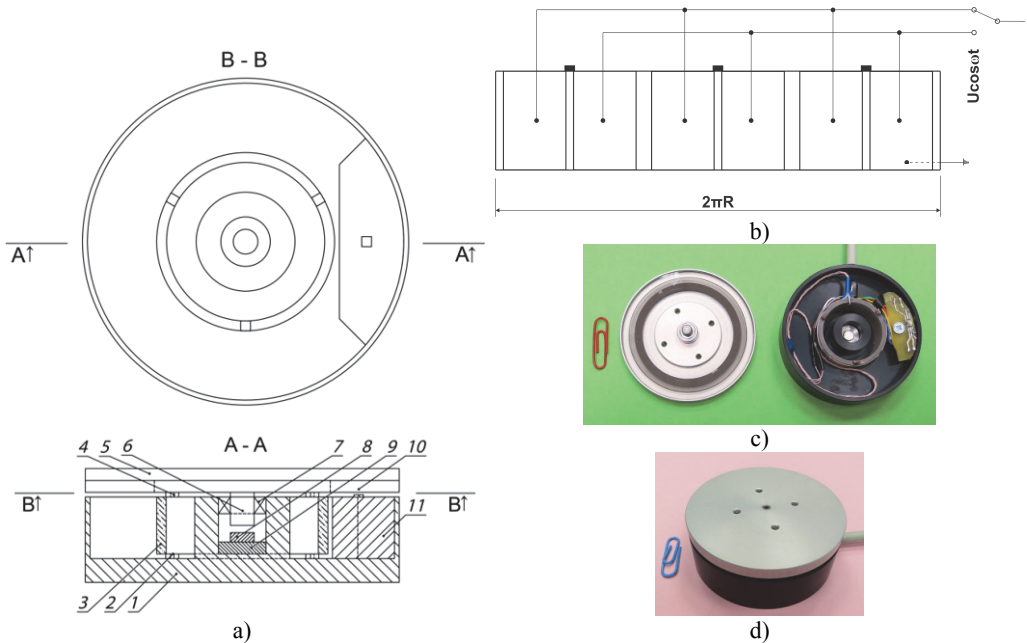 B - B
A↑ A↑
A - A
4 5 6 7 8 9 10
B↑ B↑
11
3 2 1
a)
Ucosωt
2πR
b)
c)
d)